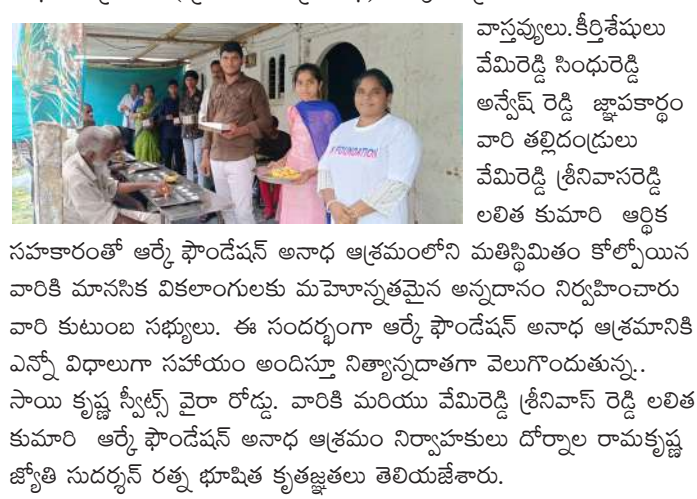 వాస్తవ్యులు.కీర్తిశేషులు
వేమిరెడ్డి సింధురెడ్డి
అన్వేష్ రెడ్డి జ్ఞాపకార్థం
వారి తల్లిదండ్రులు
వేమిరెడ్డి శ్రీనివాసరెడ్డి
లలిత కుమారి ఆర్థిక
సహకారంతో ఆర్కే ఫౌండేషన్ అనాధ ఆశ్రమంలోని మతిస్థిమితం కోల్పోయిన
వారికి మానసిక వికలాంగులకు మహెూన్నతమైన అన్నదానం నిర్వహించారు
వారి కుటుంబ సభ్యులు. ఈ సందర్భంగా ఆర్కే ఫౌండేషన్ అనాధ ఆశ్రమానికి
ఎన్నో విధాలుగా సహాయం అందిస్తూ నిత్యాన్నదాతగా వెలుగొందుతున్న..
సాయి కృష్ణ స్వీట్స్ వైరా రోడ్డు. వారికి మరియు వేమిరెడ్డి శ్రీనివాస్ రెడ్డి లలిత
కుమారి ఆర్కే ఫౌండేషన్ అనాధ ఆశ్రమం నిర్వాహకులు దోర్నాల రామకృష్ణ
జ్యోతి సుదర్శన్ రత్న భూషిత కృతజ్ఞతలు తెలియజేశారు.
FOUNDATION